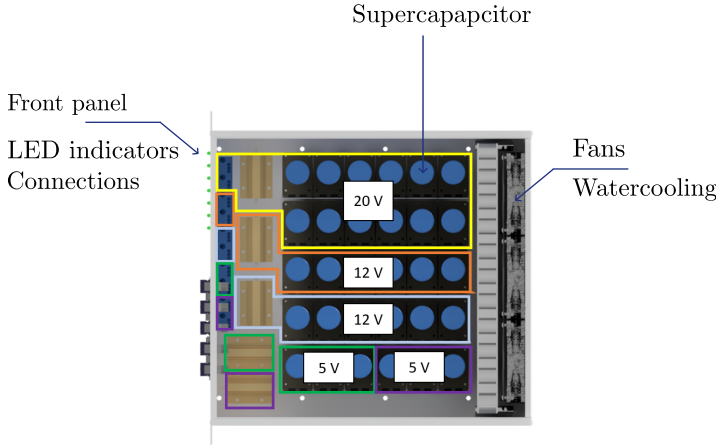 Supercapapcitor
Front panel
LED indicators
Connections
Fans
Watercooling
20 V
12 V
12 V
5 V
5 V